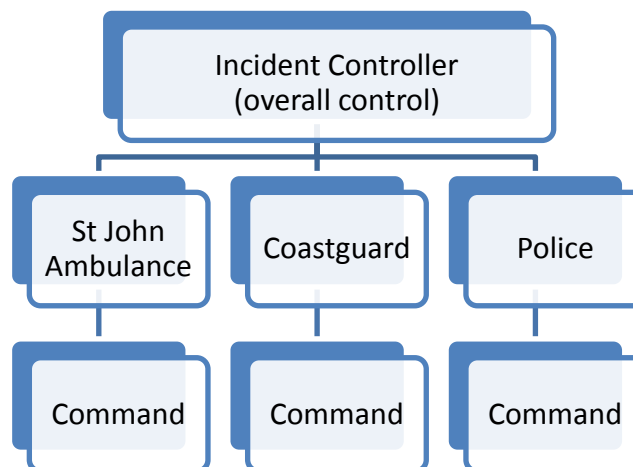 Incident Controller
(overall control)
St John
Ambulance
Coastguard
Police
Command
Command
Command